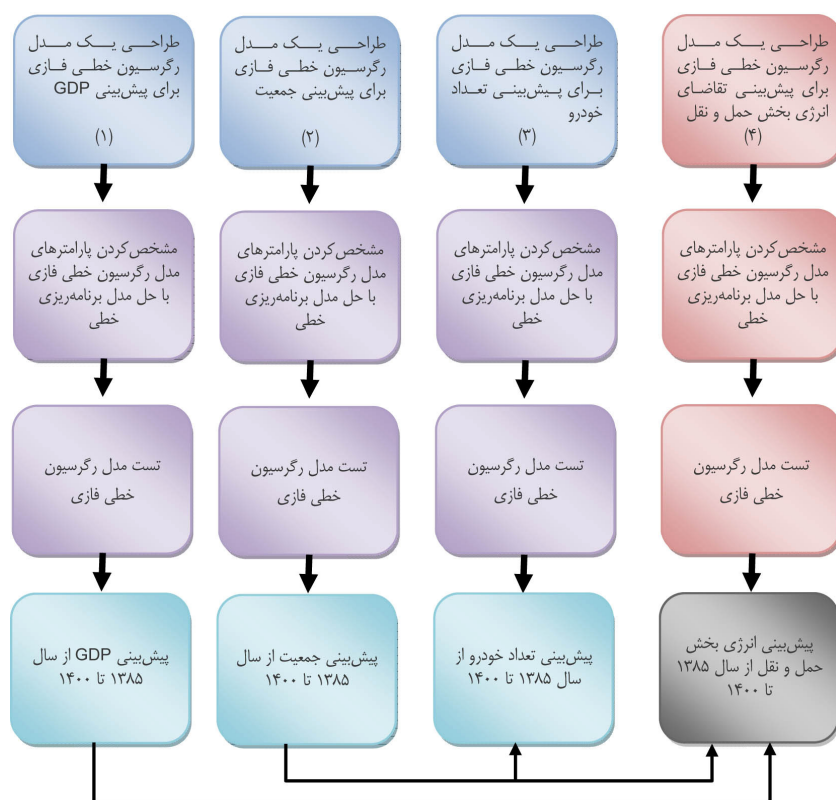 طراحی یک مدل
رگرسیون خطی فازی
برای پیش‌بینی GDP
(۱)
مشخص‌کردن پارامترهای
مدل رگرسیون خطی فازی
با حل مدل برنامه‌ریزی
خطی
تست مدل رگرسیون
خطی فازی
پیش‌بینی GDP از سال
۱۳۸۵ تا ۱۴۰۰
طراحی یک مدل
رگرسیون خطی فازی
برای پیش‌بینی جمعیت
(۲)
مشخص‌کردن پارامترهای
مدل رگرسیون خطی فازی
با حل مدل برنامه‌ریزی
خطی
تست مدل رگرسیون
خطی فازی
پیش‌بینی جمعیت از سال
۱۳۸۵ تا ۱۴۰۰
طراحی یک مدل
رگرسیون خطی فازی
برای پیش‌بینی تعداد
خودرو
(۳)
مشخص‌کردن پارامترهای
مدل رگرسیون خطی فازی
با حل مدل برنامه‌ریزی
خطی
تست مدل رگرسیون
خطی فازی
پیش‌بینی تعداد خودرو از
سال ۱۳۸۵ تا ۱۴۰۰
طراحی یک مدل
رگرسیون خطی فازی
برای پیش‌بینی تقاضای
انرژی بخش حمل و نقل
(۴)
مشخص‌کردن پارامترهای
مدل رگرسیون خطی فازی
با حل مدل برنامه‌ریزی
خطی
تست مدل رگرسیون
خطی فازی
پیش‌بینی انرژی بخش
حمل و نقل از سال ۱۳۸۵
تا ۱۴۰۰